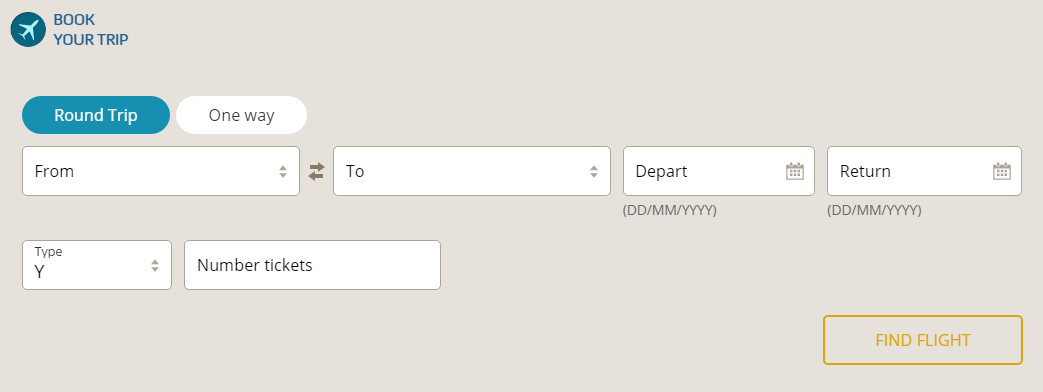 BOOK
YOUR TRIP
Round Trip
One way
From
To
Depart
Return
(DD/MM/YYYY)
(DD/MM/YYYY)
Type
Y
Number tickets
FIND FLIGHT